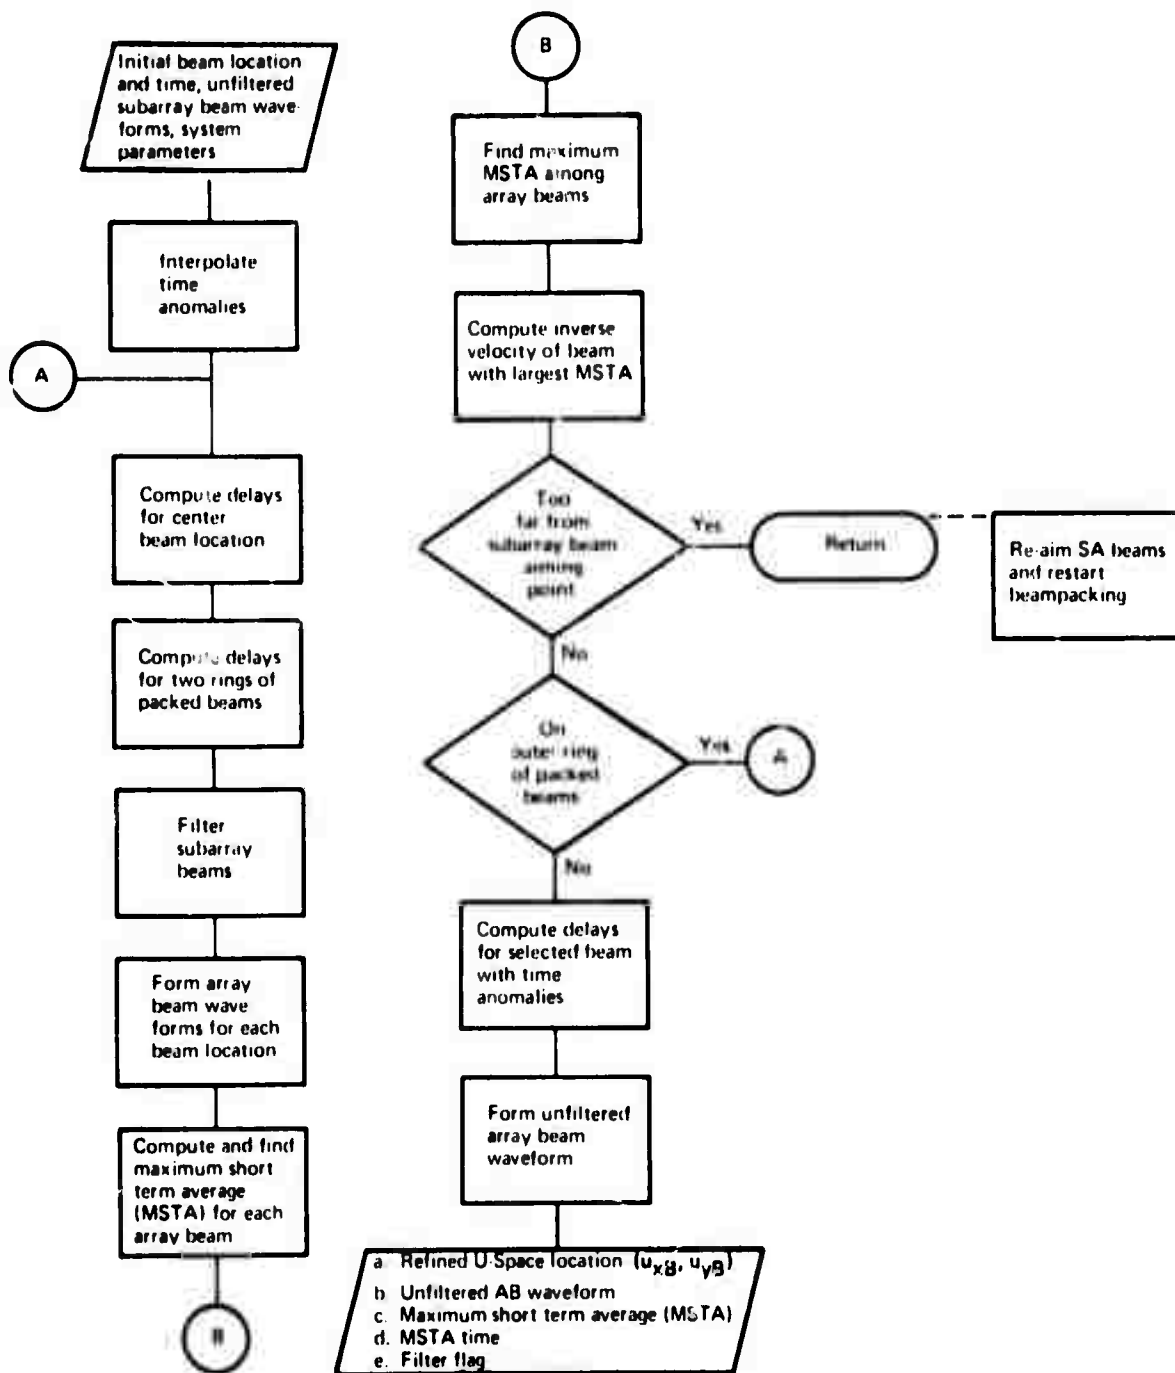 Initial beam location
and time, unfiltered
subarray beam wave
forms, system
parameters
Interpolate
time
anomalies
A
Compute delays
for center
beam location
Compute delays
for two rings of
packed beams
Filter
subarray
beams
Form array
beam wave
forms for each
beam location
Compute and find
maximum short
term average
(MSTA) for each
array beam
B
B
Find maximum
MSTA among
array beams
Compute inverse
velocity of beam
with largest MSTA
Too
far from
subarray beam
aiming
point
Yes
Return
Re-aim SA beams
and restart
beampacking
No
On
outer ring
of packed
beams
Yes
A
No
Compute delays
for selected beam
with time
anomalies
Form unfiltered
array beam
waveform
a. Refined U-Space location (u_xB, u_yB)
b. Unfiltered AB waveform
c. Maximum short term average (MSTA)
d. MSTA time
e. Filter flag